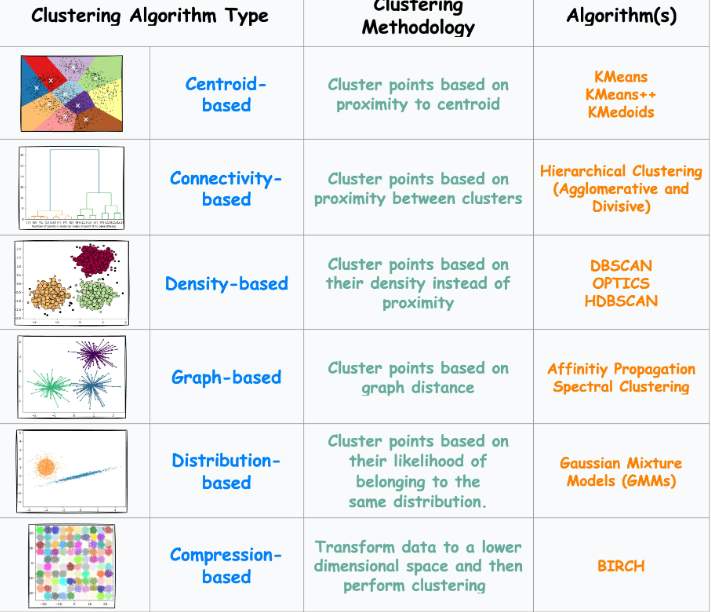 Clustering Algorithm Type
Clustering
Methodology
Algorithm(s)
Centroid-
based
Cluster points based on
proximity to centroid
KMeans
KMeans++
KMedoids
Connectivity-
based
Cluster points based on
proximity between clusters
Hierarchical Clustering
(Agglomerative and
Divisive)
Density-based
Cluster points based on
their density instead of
proximity
DBSCAN
OPTICS
HDBSCAN
Graph-based
Cluster points based on
graph distance
Affinitiy Propagation
Spectral Clustering
Distribution-
based
Cluster points based on
their likelihood of
belonging to the
same distribution.
Gaussian Mixture
Models (GMMs)
Compression-
based
Transform data to a lower
dimensional space and then
perform clustering
BIRCH